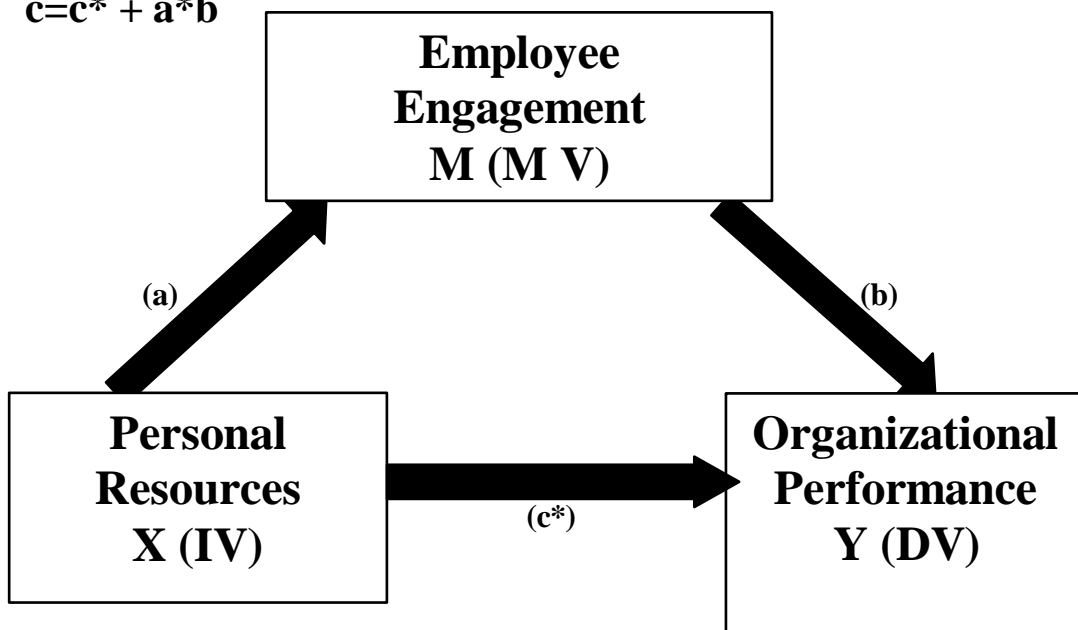 c=c* + a*b
Employee
Engagement
M (M V)
(a)
(b)
Personal
Resources
X (IV)
(c*)
Organizational
Performance
Y (DV)